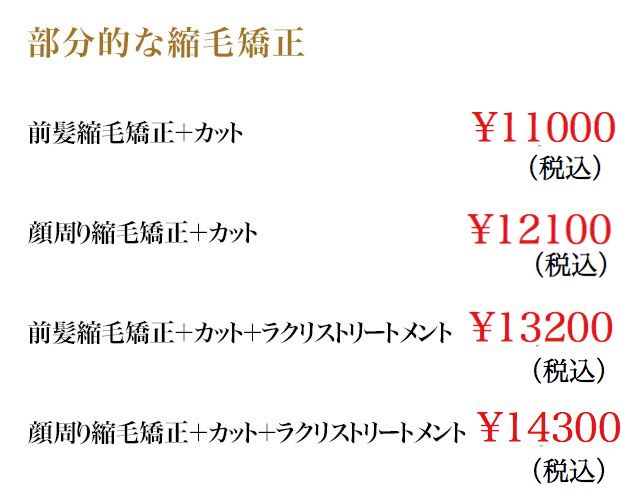 部分的な縮毛矯正
前髪縮毛矯正+カット ¥11000
(税込)
顔周り縮毛矯正+カット ¥12100
(税込)
前髪縮毛矯正+カット+ラクリストリートメント ¥13200
(税込)
顔周り縮毛矯正+カット+ラクリストリートメント ¥14300
(税込)